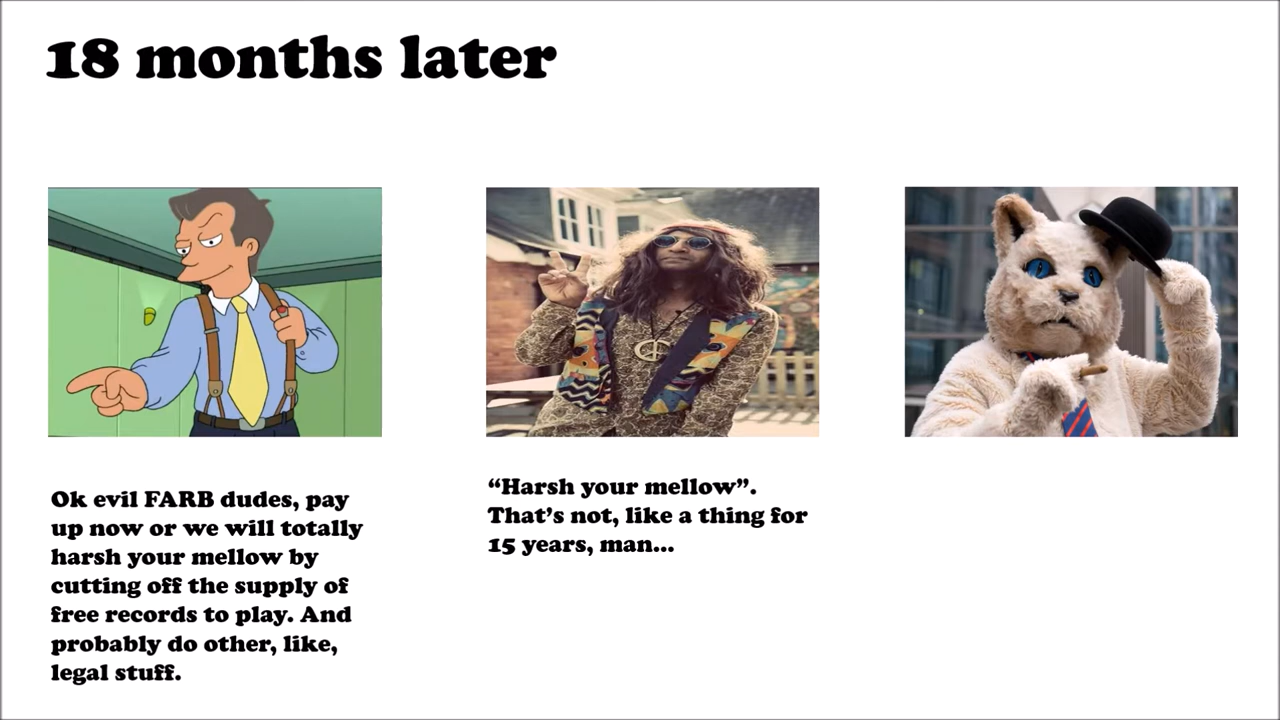 18 months later
Ok evil FARB dudes, pay
up now or we will totally
harsh your mellow by
cutting off the supply of
free records to play. And
probably do other, like,
legal stuff.
“Harsh your mellow”.
That’s not, like a thing for
15 years, man…